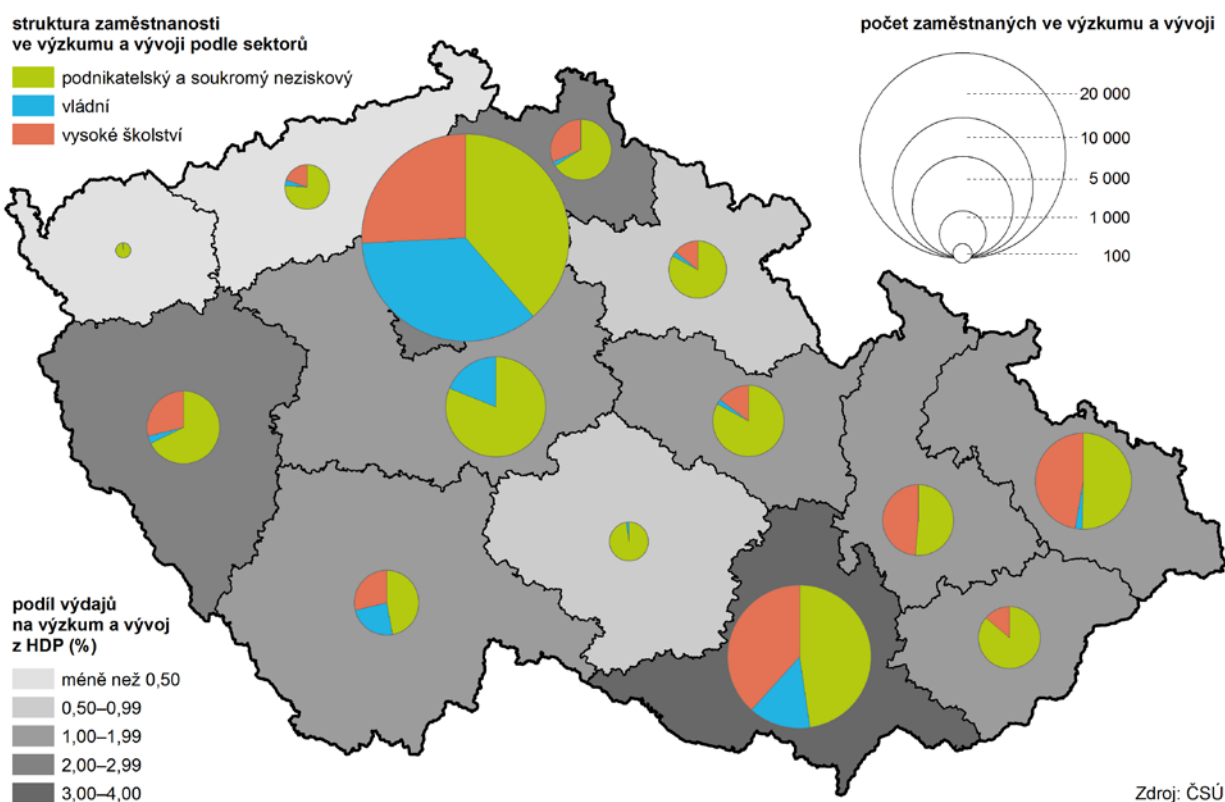 struktura zaměstnanosti
ve výzkumu a vývoji podle sektorů
podnikatelský a soukromý neziskový
vládní
vysoké školství
počet zaměstnaných ve výzkumu a vývoji
20 000
10 000
5 000
1 000
100
podíl výdajů
na výzkum a vývoj
z HDP (%)
méně než 0,50
0,50–0,99
1,00–1,99
2,00–2,99
3,00–4,00
Zdroj: ČSÚ